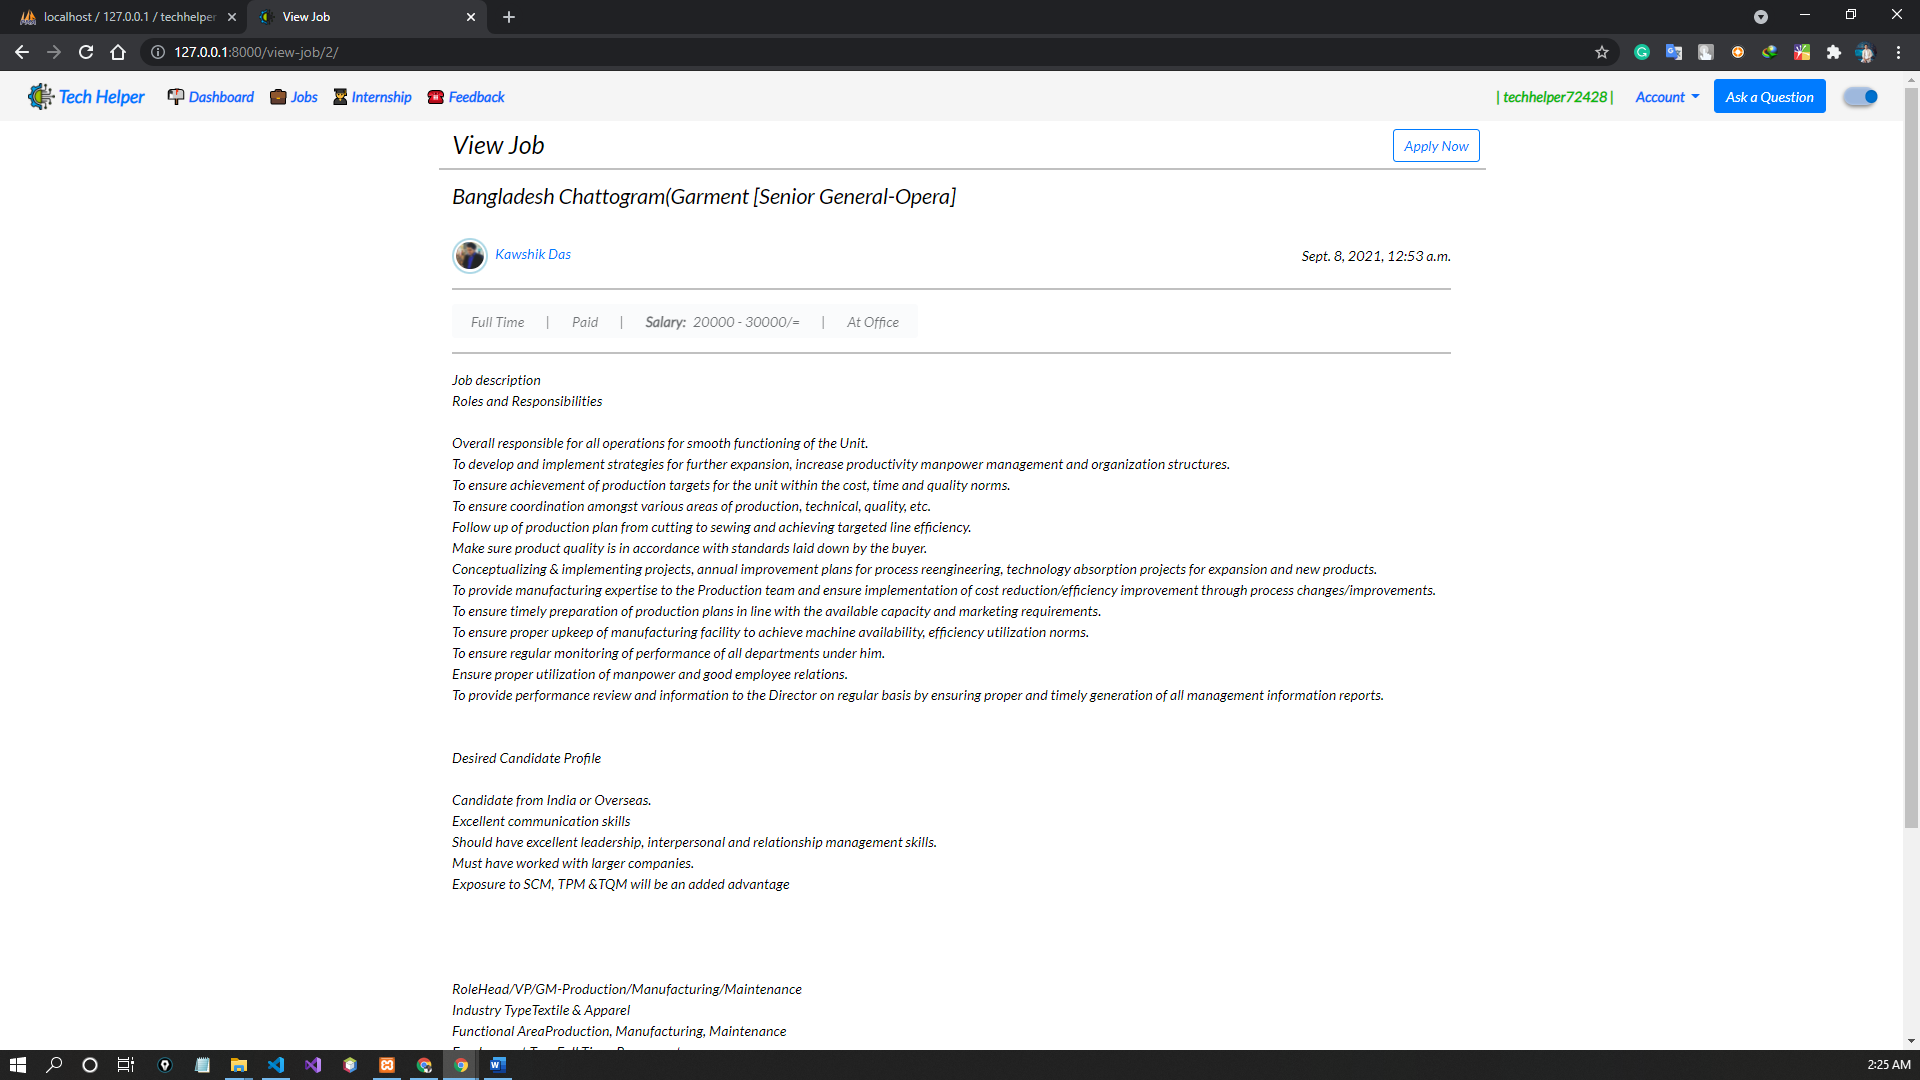 localhost / 127.0.0.1 / techhelper
View Job
127.0.0.1:8000/view-job/2/
Tech Helper
Dashboard
Jobs
Internship
Feedback
| techhelper72428 |
Account
Ask a Question
View Job
Apply Now
Bangladesh Chattogram(Garment [Senior General-Opera]
Kawshik Das
Sept. 8, 2021, 12:53 a.m.
Full Time | Paid | Salary: 20000 - 30000/= | At Office
Job description
Roles and Responsibilities
Overall responsible for all operations for smooth functioning of the Unit.
To develop and implement strategies for further expansion, increase productivity manpower management and organization structures.
To ensure achievement of production targets for the unit within the cost, time and quality norms.
To ensure coordination amongst various areas of production, technical, quality, etc.
Follow up of production plan from cutting to sewing and achieving targeted line efficiency.
Make sure product quality is in accordance with standards laid down by the buyer.
Conceptualizing & implementing projects, annual improvement plans for process reengineering, technology absorption projects for expansion and new products.
To provide manufacturing expertise to the Production team and ensure implementation of cost reduction/efficiency improvement through process changes/improvements.
To ensure timely preparation of production plans in line with the available capacity and marketing requirements.
To ensure proper upkeep of manufacturing facility to achieve machine availability, efficiency utilization norms.
To ensure regular monitoring of performance of all departments under him.
Ensure proper utilization of manpower and good employee relations.
To provide performance review and information to the Director on regular basis by ensuring proper and timely generation of all management information reports.
Desired Candidate Profile
Candidate from India or Overseas.
Excellent communication skills
Should have excellent leadership, interpersonal and relationship management skills.
Must have worked with larger companies.
Exposure to SCM, TPM &TQM will be an added advantage
RoleHead/VP/GM-Production/Manufacturing/Maintenance
Industry TypeTextile & Apparel
Functional AreaProduction, Manufacturing, Maintenance
2:25 AM